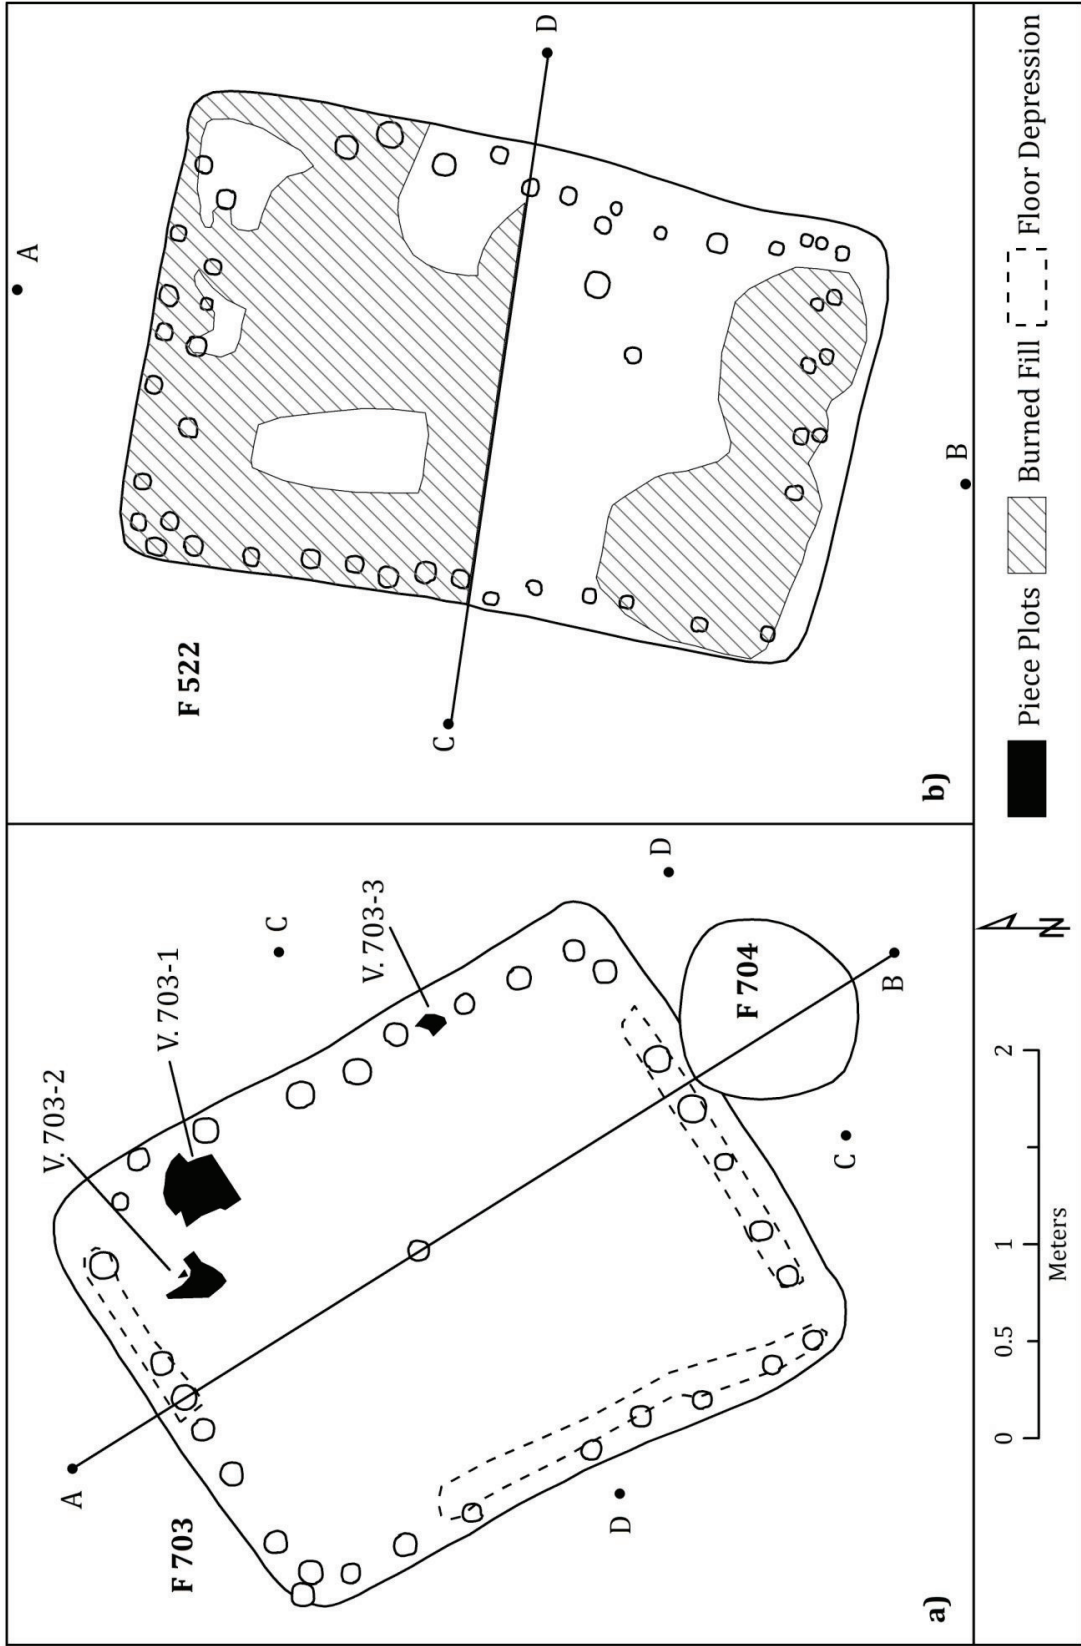 A
V. 703-2
V. 703-1
C
V. 703-3
F 703
D
F 704
D
C
B
a)
A
F 522
C
D
B
b)
0 0.5 1 2
Meters
N
Piece Plots
Burned Fill
Floor Depression